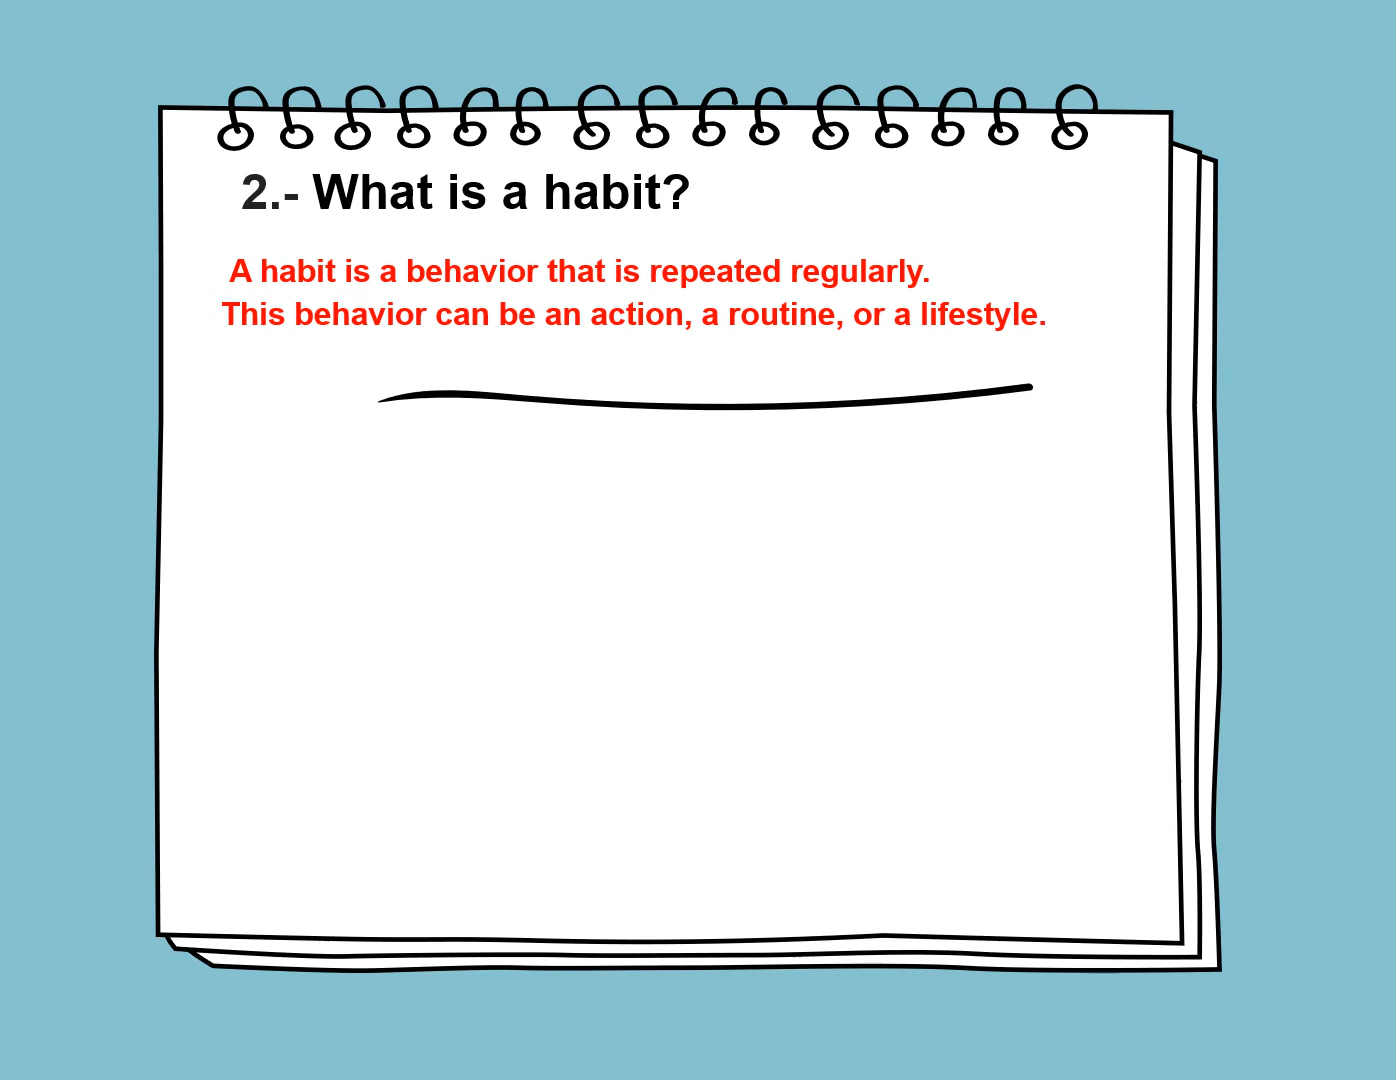 2.- What is a habit?
A habit is a behavior that is repeated regularly.
This behavior can be an action, a routine, or a lifestyle.